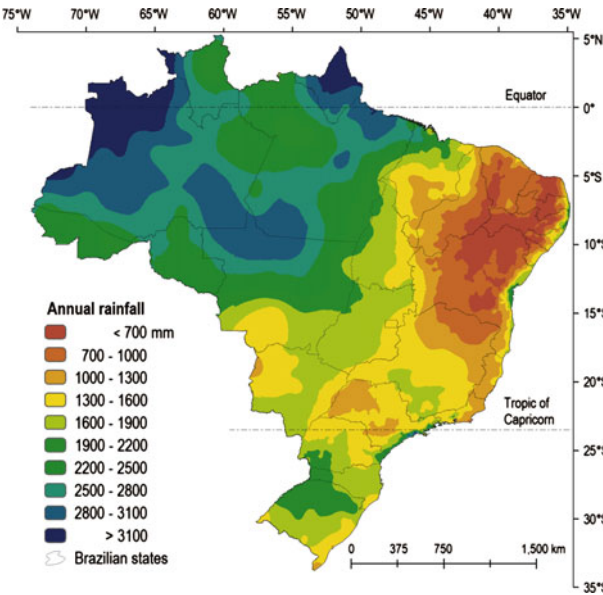 75°W 70°W 65°W 60°W 55°W 50°W 45°W 40°W 35°W
5°N
Equator
0°
5°S
10°S
15°S
Annual rifall
< 700 mm
700 - 1000
1000 - 1300
20°S
1300 - 1600
Tropic of
Capricorn
1600 - 1900
1900 - 2200
25°S
2200 - 2500
2500 - 2800
2800 - 3100
30°S
> 3100
Brazilian states
0 375 750 1,500 km
35°S